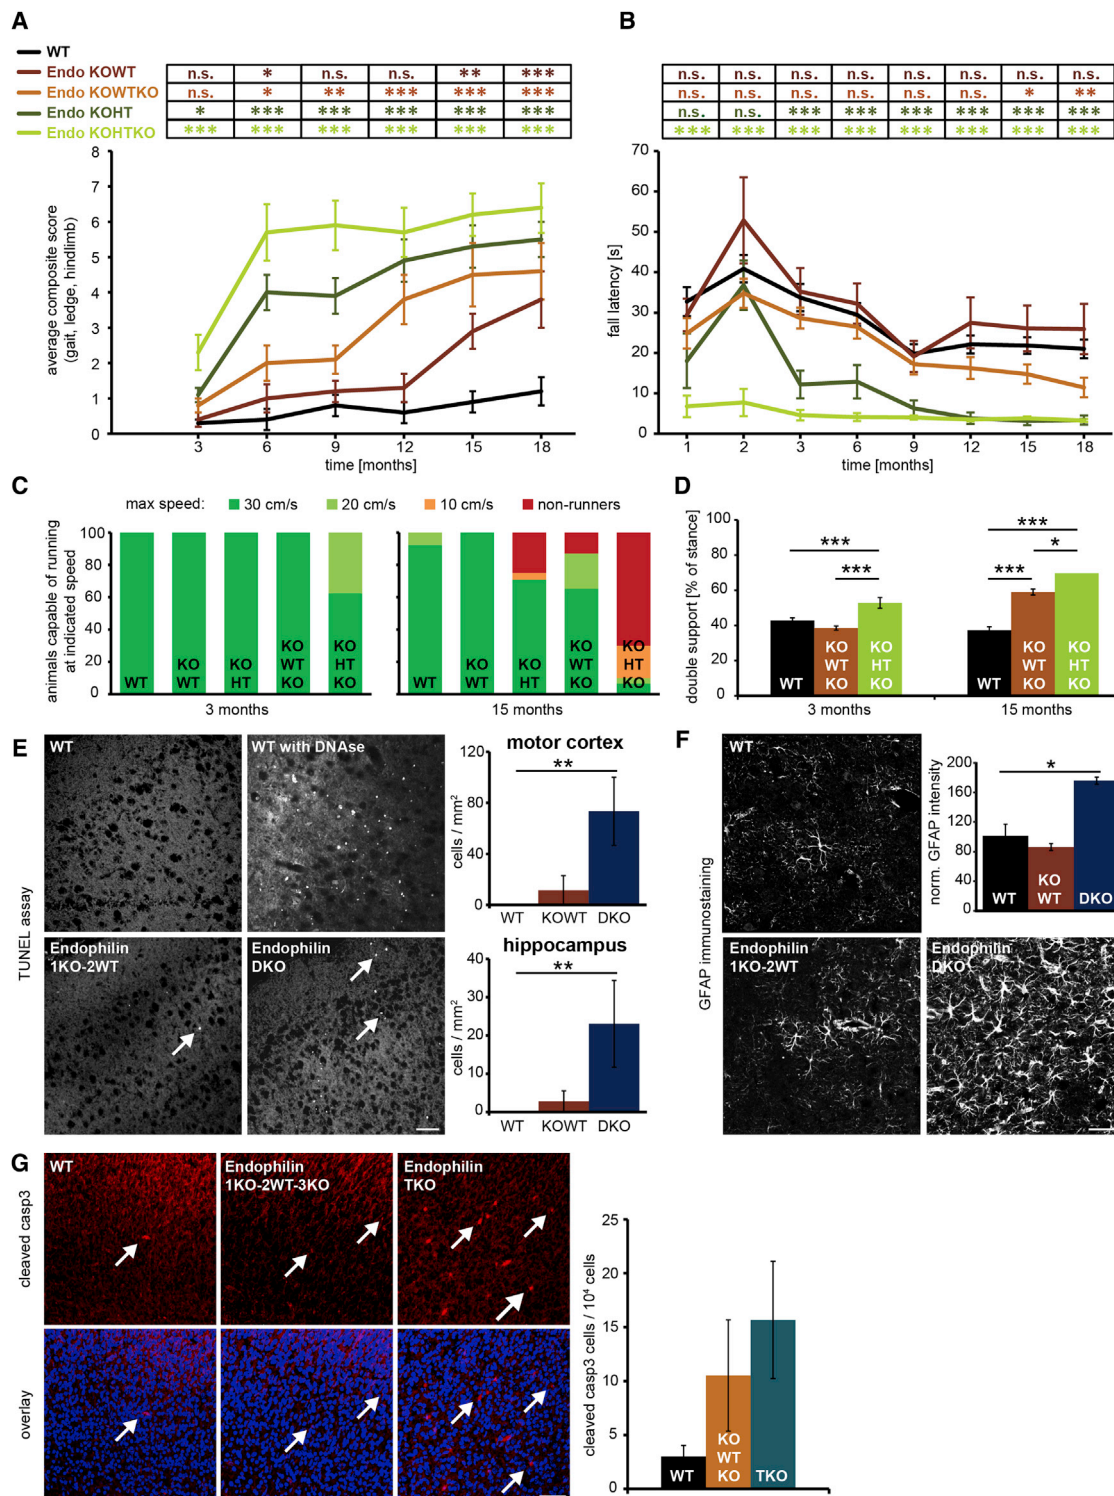 A
WT
Endo KOWT
Endo KOWTKO
Endo KOHT
Endo KOHTKO
n.s. * n.s. n.s. ** ***
n.s. * ** *** *** ***
* *** *** *** *** ***
*** *** *** *** *** ***
average composite score
(gait, ledge, hindlimb)
8
7
6
5
4
3
2
1
0
3 6 9 12 15 18
time [months]
B
n.s. n.s. n.s. n.s. n.s. n.s. n.s. n.s.
n.s. n.s. n.s. n.s. n.s. n.s. * **
n.s. n.s. *** *** *** *** *** ***
*** *** *** *** *** *** *** ***
fall latency [s]
70
60
50
40
30
20
10
0
1 2 3 6 9 12 15 18
time [months]
C
max speed: 30 cm/s 20 cm/s 10 cm/s non-runners
animals capable of running
at indicated speed
100
80
60
40
20
0
WT
KO
WT
KO
HT
KO
WT
KO
KO
HT
KO
3 months
WT
KO
WT
KO
HT
KO
WT
KO
KO
HT
KO
15 months
D
double support [% of stance]
100
80
60
40
20
0
***
***
WT
KO
WT
KO
KO
HT
KO
3 months
***
*
***
WT
KO
WT
KO
KO
HT
KO
15 months
E
TUNEL assay
WT
WT with DNAse
Endophilin
1KO-2WT
Endophilin
DKO
motor cortex
**
cells / mm²
120
80
40
0
WT KOWT DKO
hippocampus
**
cells / mm²
40
30
20
10
0
WT KOWT DKO
F
GFAP immunostaining
WT
Endophilin
1KO-2WT
Endophilin
DKO
*
norm. GFAP intensity
200
160
120
80
40
0
WT
KO
WT
DKO
G
cleaved casp3
overlay
WT
Endophilin
1KO-2WT-3KO
Endophilin
TKO
cleaved casp3 cells / 10⁴ cells
25
20
15
10
5
0
WT
KO
WT
KO
TKO